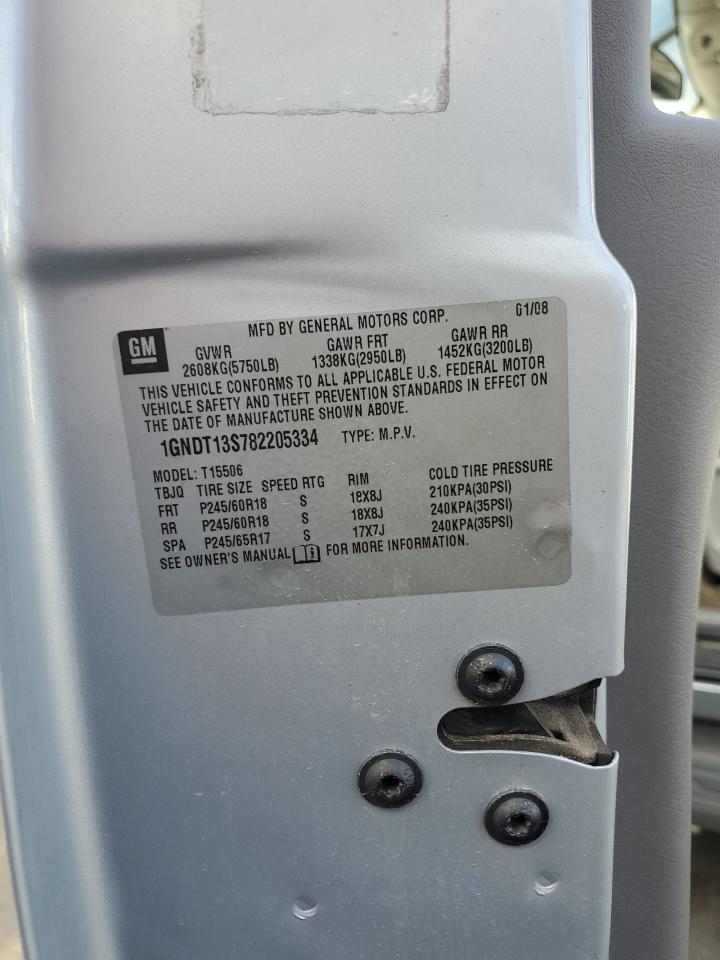 MFD BY GENERAL MOTORS CORP. 01/08
GM
GVWR GAWR FRT GAWR RR
2608KG(5750LB) 1338KG(2950LB) 1452KG(3200LB)
THIS VEHICLE CONFORMS TO ALL APPLICABLE U.S. FEDERAL MOTOR
VEHICLE SAFETY AND THEFT PREVENTION STANDARDS IN EFFECT ON
THE DATE OF MANUFACTURE SHOWN ABOVE.
1GNDT13S782205334 TYPE: M.P.V.
MODEL: T15506
TBJQ TIRE SIZE SPEED RTG RIM COLD TIRE PRESSURE
FRT P245/60R18 S 18X8J 210KPA(30PSI)
RR P245/60R18 S 18X8J 240KPA(35PSI)
SPA P245/65R17 S 17X7J 240KPA(35PSI)
SEE OWNER'S MANUAL FOR MORE INFORMATION.